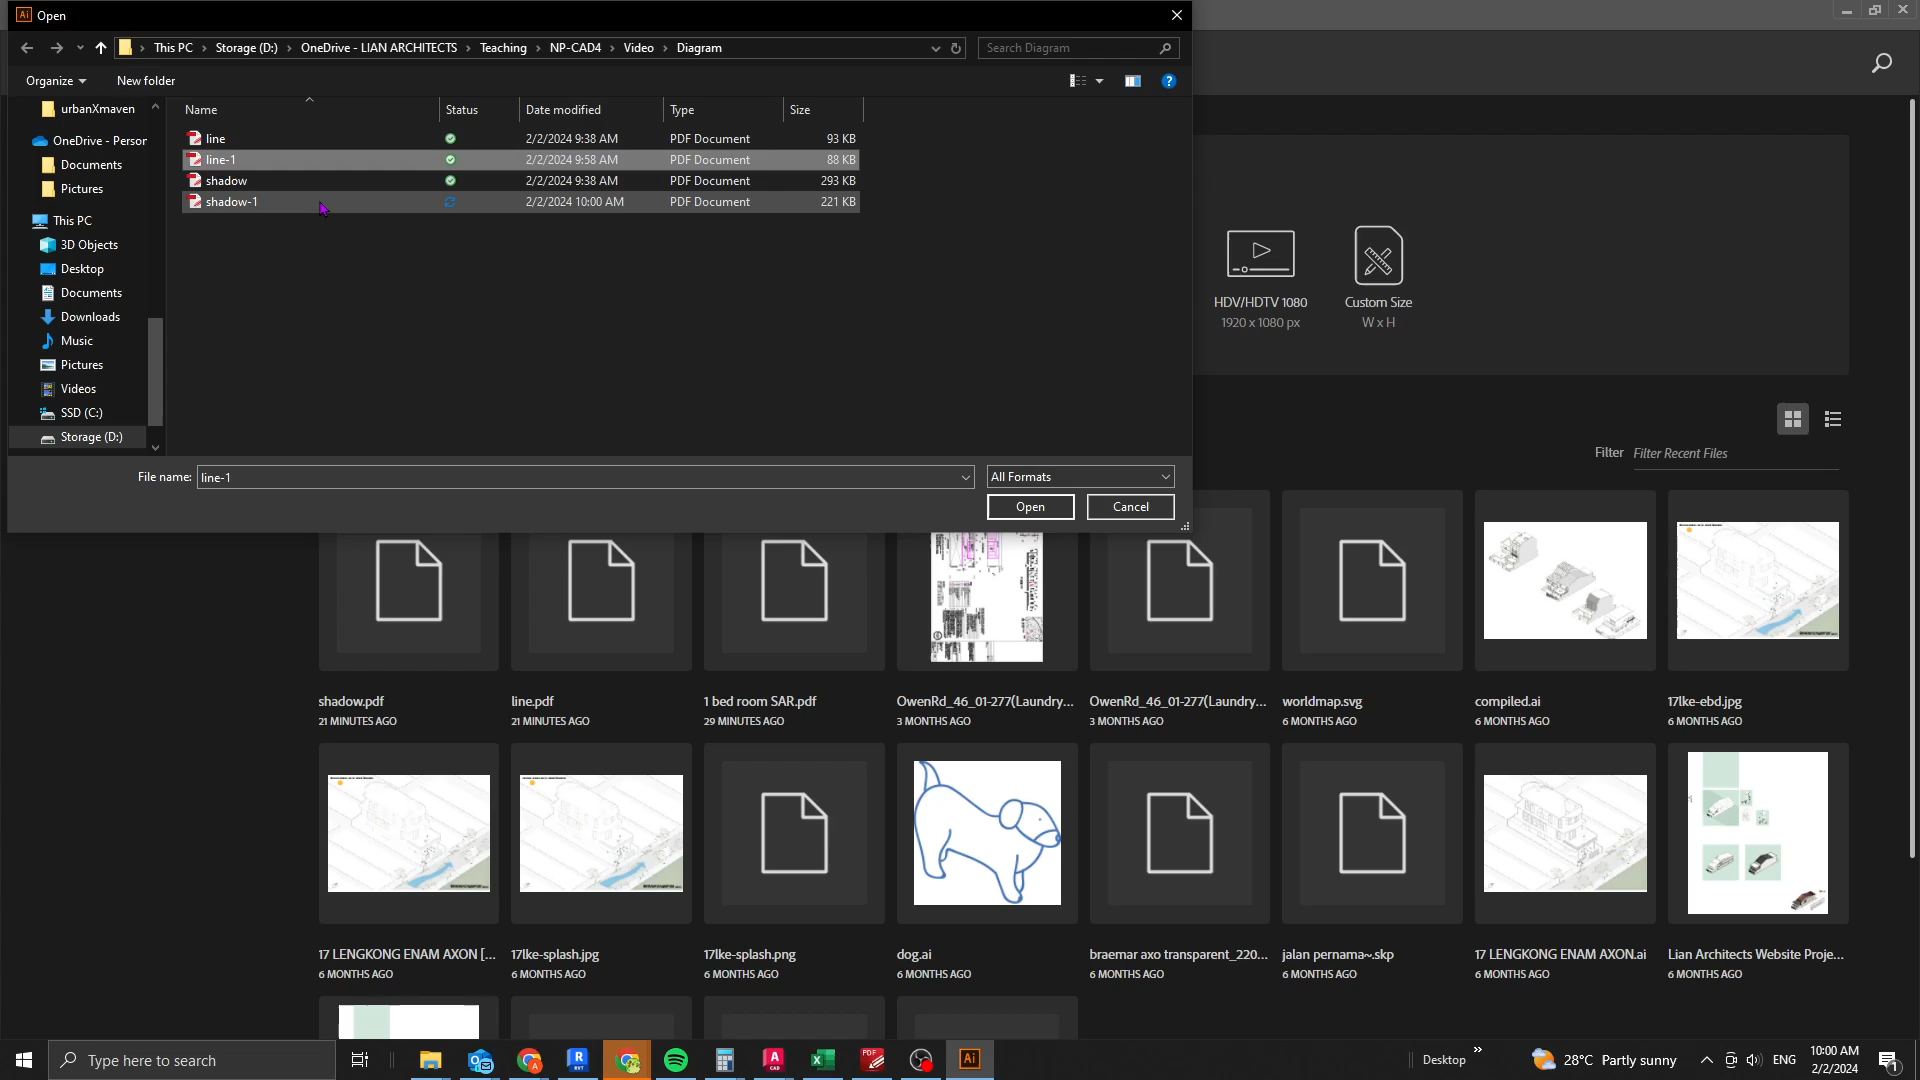 Open
This PC
Storage (D:)
OneDrive - LIAN ARCHITECTS
Teaching
NP-CAD4
Video
Diagram
Search Diagram
Organize
New folder
Name
Status
Date modified
Type
Size
line
2/2/2024 9:38 AM
PDF Document
93 KB
line-1
2/2/2024 9:58 AM
PDF Document
88 KB
shadow
2/2/2024 9:38 AM
PDF Document
293 KB
shadow-1
2/2/2024 10:00 AM
PDF Document
221 KB
urbanXmaven
OneDrive - Person
Documents
Pictures
This PC
3D Objects
Desktop
Documents
Downloads
Music
Pictures
Videos
SSD (C:)
Storage (D:)
File name:
line-1
All Formats
Open
Cancel
HDV/HDTV 1080
1920 x 1080 px
Custom Size
W x H
Filter
Filter Recent Files
shadow.pdf
21 MINUTES AGO
line.pdf
21 MINUTES AGO
1 bed room SAR.pdf
29 MINUTES AGO
OwenRd_46_01-277(Laundry...
3 MONTHS AGO
OwenRd_46_01-277(Laundry...
3 MONTHS AGO
worldmap.svg
6 MONTHS AGO
compiled.ai
6 MONTHS AGO
17lke-ebd.jpg
6 MONTHS AGO
17 LENGKONG ENAM AXON [...
6 MONTHS AGO
17lke-splash.jpg
6 MONTHS AGO
17lke-splash.png
6 MONTHS AGO
dog.ai
6 MONTHS AGO
braemar axo transparent_220...
6 MONTHS AGO
jalan pernama~.skp
6 MONTHS AGO
17 LENGKONG ENAM AXON.ai
6 MONTHS AGO
Lian Architects Website Proje...
6 MONTHS AGO
Type here to search
Desktop
28°C Partly sunny
ENG
10:00 AM
2/2/2024